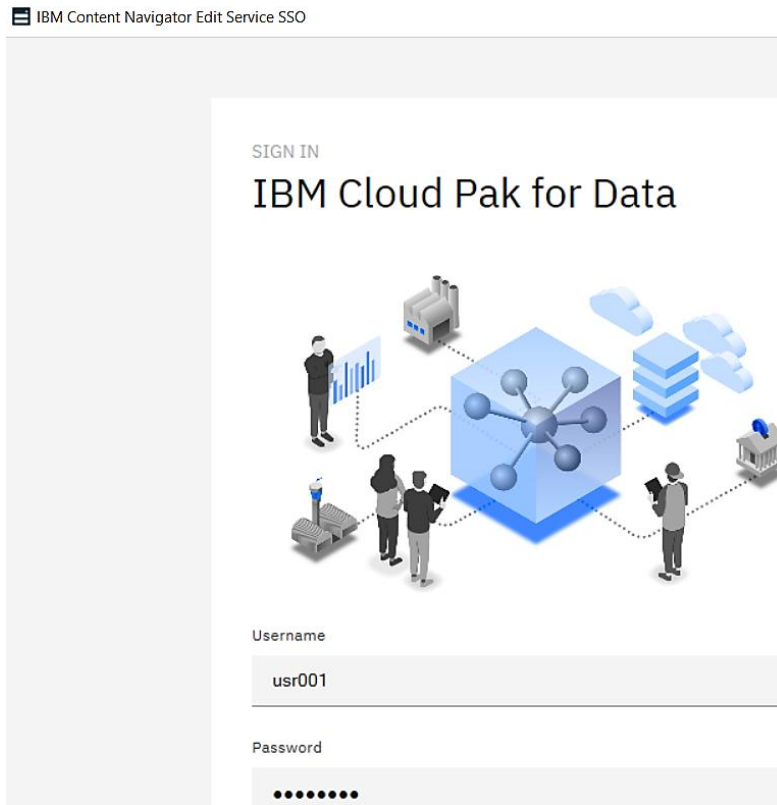 IBM Content Navigator Edit Service SSO
SIGN IN
IBM Cloud Pak for Data
Username
usr001
Password
••••••••